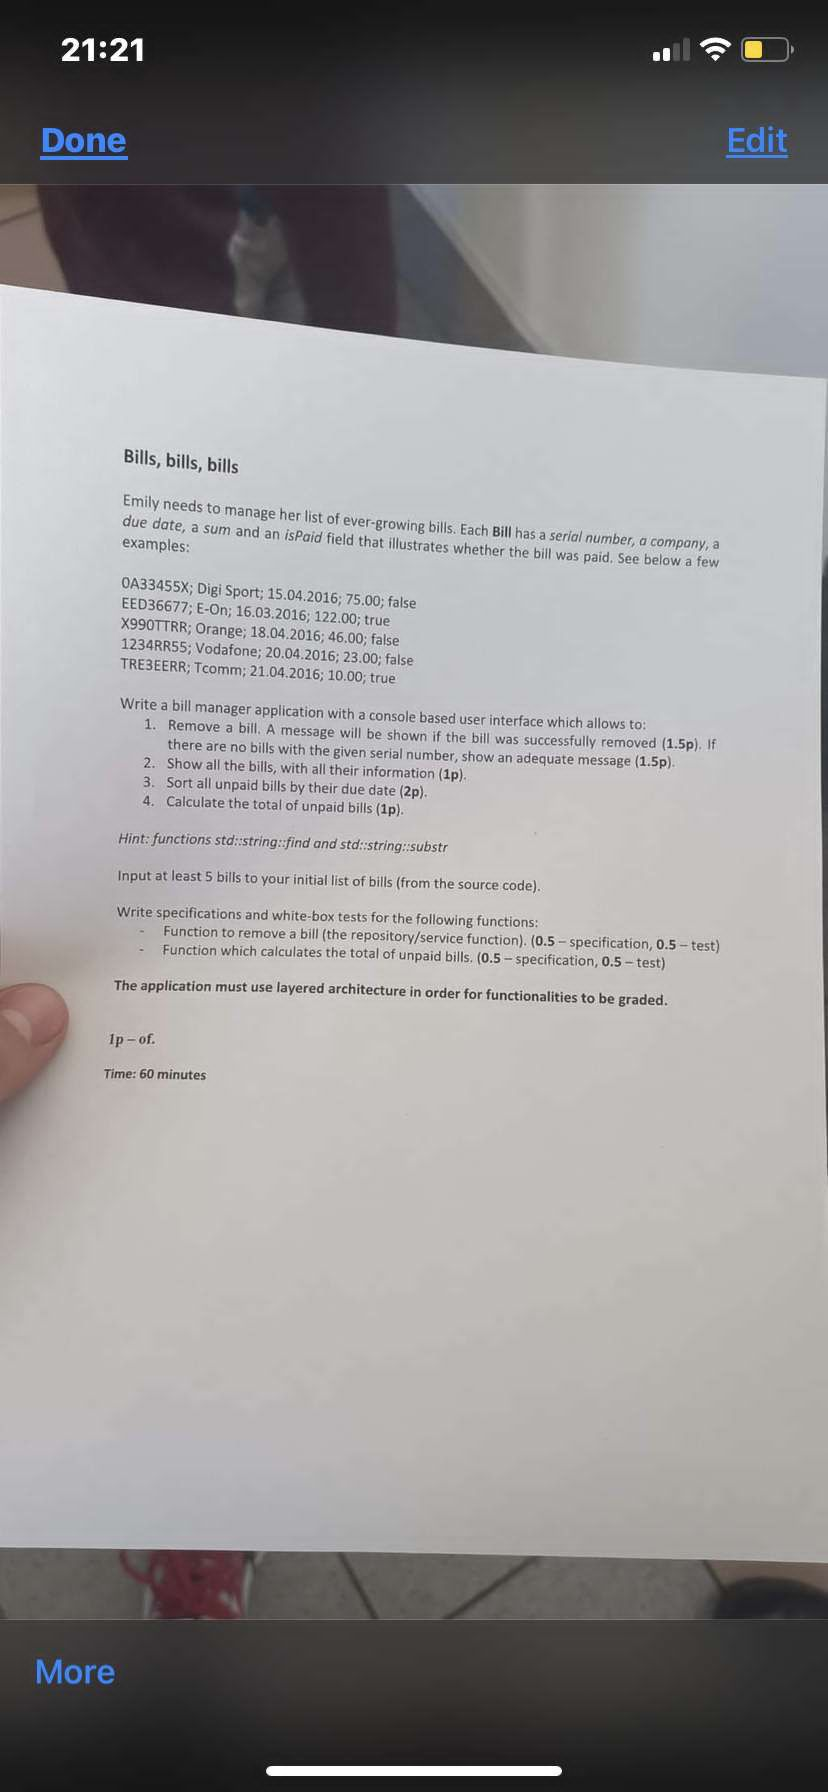 21:21
Done
Edit
Bills, bills, bills
Emily needs to manage her list of ever-growing bills. Each Bill has a serial number, a company, a
due date, a sum and an isPaid field that illustrates whether the bill was paid. See below a few
examples:
0A33455X; Digi Sport; 15.04.2016; 75.00; false
EED36677; E-On; 16.03.2016; 122.00; true
X990TTRR; Orange; 18.04.2016; 46.00; false
1234RR55; Vodafone; 20.04.2016; 23.00; false
TRE3EERR; Tcomm; 21.04.2016; 10.00; true
Write a bill manager application with a console based user interface which allows to:
1. Remove a bill. A message will be shown if the bill was successfully removed (1.5p). If
there are no bills with the given serial number, show an adequate message (1.5p).
2. Show all the bills, with all their information (1p).
3. Sort all unpaid bills by their due date (2p).
4. Calculate the total of unpaid bills (1p).
Hint: functions std::string::find and std::string::substr
Input at least 5 bills to your initial list of bills (from the source code).
Write specifications and white-box tests for the following functions:
- Function to remove a bill (the repository/service function). (0.5 – specification, 0.5 – test)
- Function which calculates the total of unpaid bills. (0.5 – specification, 0.5 – test)
The application must use layered architecture in order for functionalities to be graded.
1p – of.
Time: 60 minutes
More